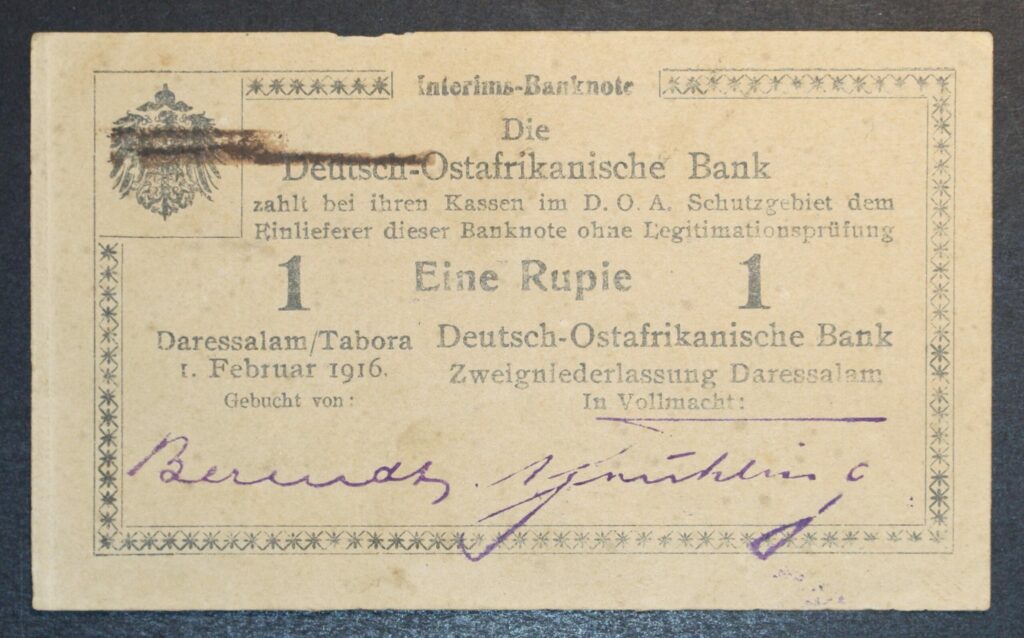 Interims-Banknote
Die
Deutsch-Ostafrikanische Bank
zahlt bei ihren Kassen im D. O. A. Schutzgebiet dem
Einlieferer dieser Banknote ohne Legitimationsprüfung
1 Eine Rupie 1
Daressalam/Tabora
1. Februar 1916.
Gebucht von:
Deutsch-Ostafrikanische Bank
Zweigniederlassung Daressalam
In Vollmacht:
Berendt